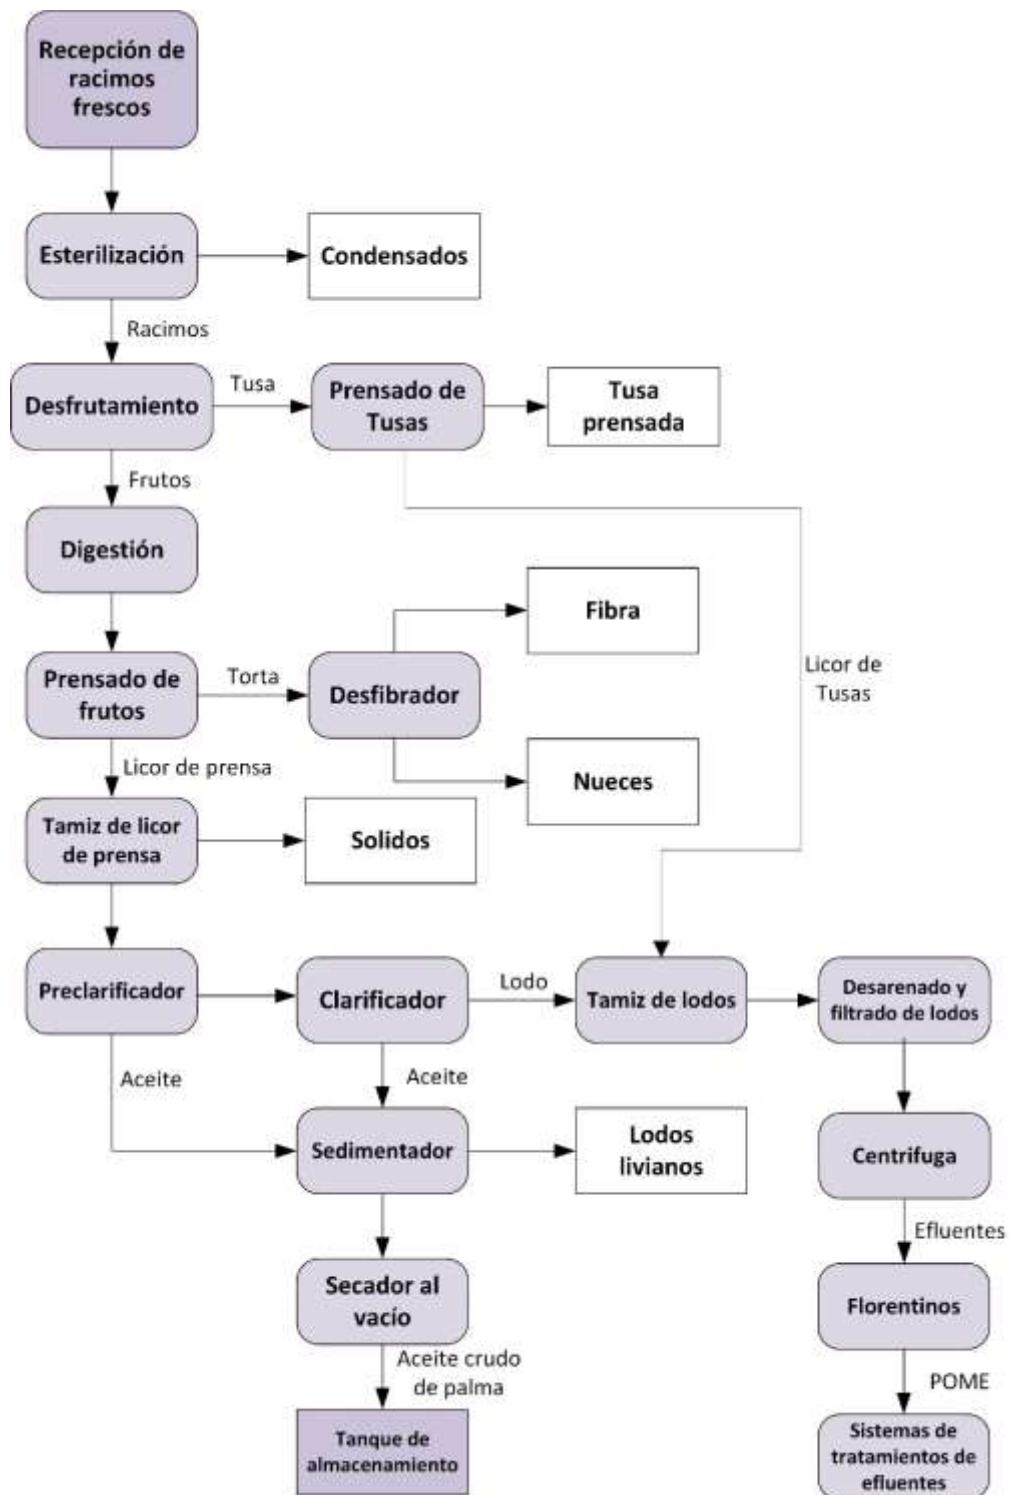 Recepción de
racimos
frescos
Esterilización
Condensados
Racimos
Desfrutamiento
Tusa
Prensado de
Tusas
Tusa
prensada
Frutos
Digestión
Fibra
Prensado de
frutos
Torta
Desfibrador
Licor de
Tusas
Nueces
Licor de prensa
Tamiz de licor
de prensa
Solidos
Preclarificador
Clarificador
Lodo
Tamiz de lodos
Desarenado y
filtrado de lodos
Aceite
Aceite
Sedimentador
Lodos
livianos
Centrifuga
Efluentes
Secador al
vacío
Florentinos
Aceite crudo
de palma
POME
Tanque de
almacenamiento
Sistemas de
tratamientos de
efluentes